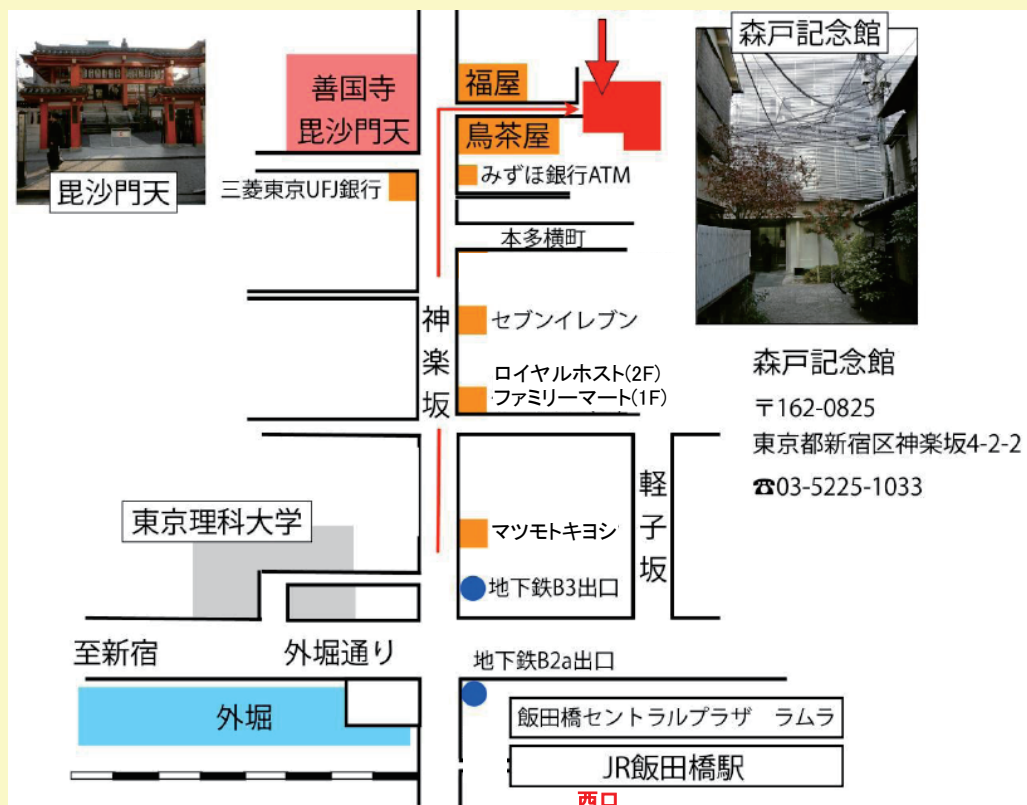 森戸記念館
毘沙門天
善国寺
毘沙門天
福屋
鳥茶屋
みずほ銀行ATM
三菱東京UFJ銀行
本多横町
神楽坂
セブンイレブン
ロイヤルホスト(2F)
ファミリーマート(1F)
森戸記念館
〒162-0825
東京都新宿区神楽坂4-2-2
☎03-5225-1033
軽子坂
東京理科大学
マツモトキヨシ
地下鉄B3出口
至新宿
外堀通り
地下鉄B2a出口
外堀
飯田橋セントラルプラザ　ラムラ
JR飯田橋駅
西口